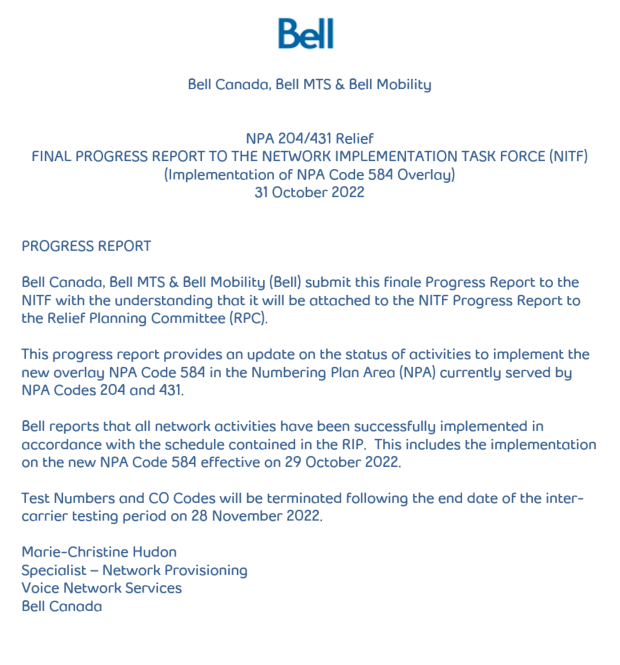 Bell
Bell Canada, Bell MTS & Bell Mobility
NPA 204/431 Relief
FINAL PROGRESS REPORT TO THE NETWORK IMPLEMENTATION TASK FORCE (NITF)
(Implementation of NPA Code 584 Overlay)
31 October 2022
PROGRESS REPORT
Bell Canada, Bell MTS & Bell Mobility (Bell) submit this finale Progress Report to the
NITF with the understanding that it will be attached to the NITF Progress Report to
the Relief Planning Committee (RPC).
This progress report provides an update on the status of activities to implement the
new overlay NPA Code 584 in the Numbering Plan Area (NPA) currently served by
NPA Codes 204 and 431.
Bell reports that all network activities have been successfully implemented in
accordance with the schedule contained in the RIP.  This includes the implementation
on the new NPA Code 584 effective on 29 October 2022.
Test Numbers and CO Codes will be terminated following the end date of the inter-
carrier testing period on 28 November 2022.
Marie-Christine Hudon
Specialist – Network Provisioning
Voice Network Services
Bell Canada